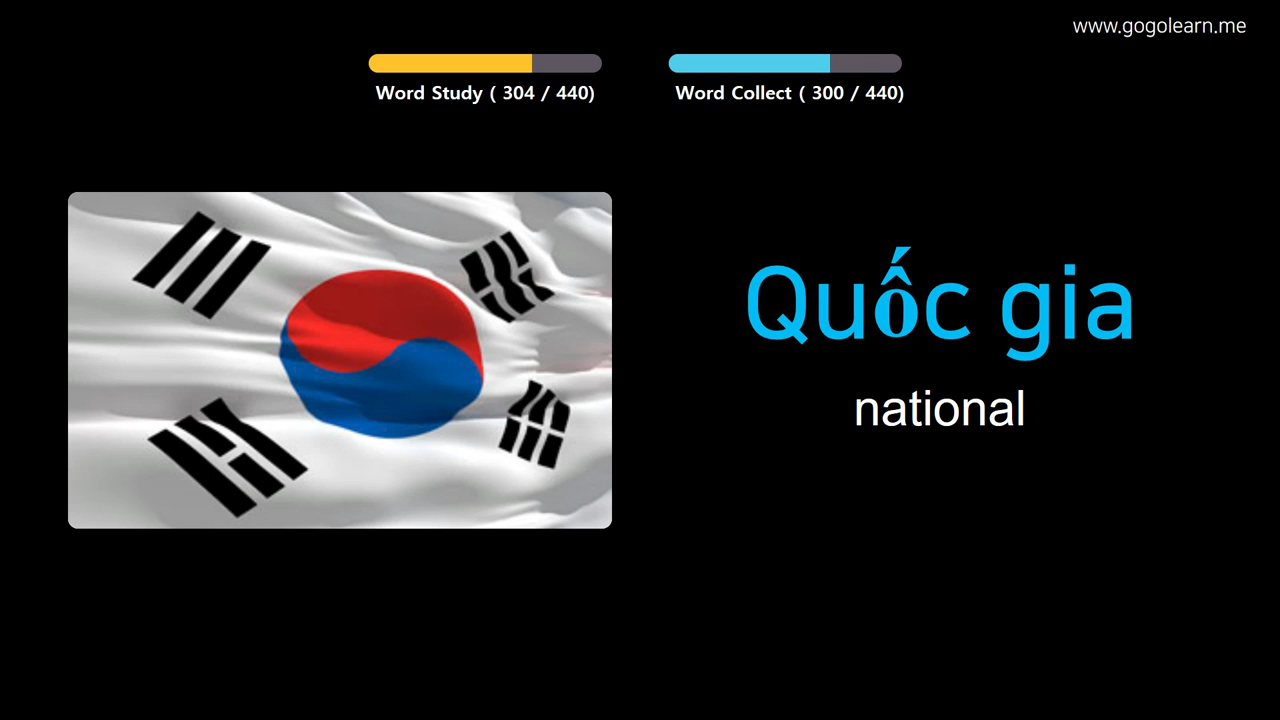 www.gogolearn.me
Word Study ( 304 / 440)
Word Collect ( 300 / 440)
Quốc gia
national